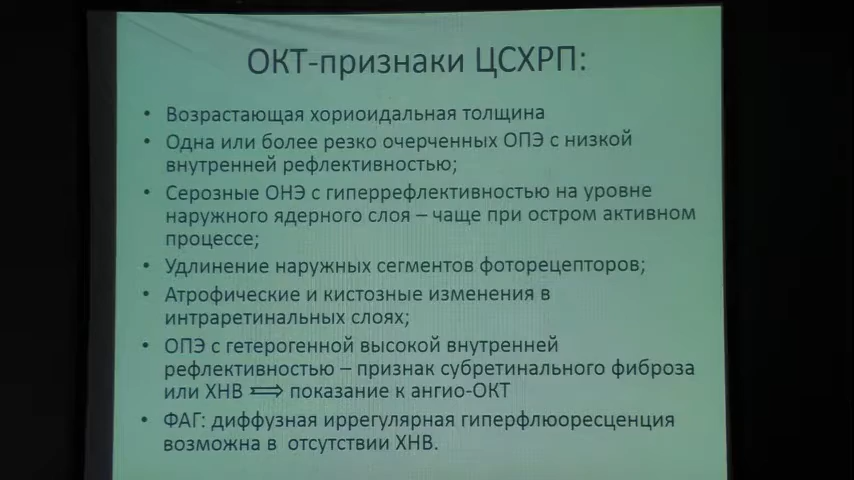 ОКТ-признаки ЦСХРП:
• Возрастающая хориоидальная толщина
• Одна или более резко очерченных ОПЭ с низкой
внутренней рефлективностью;
• Серозные ОНЭ с гиперрефлективностью на уровне
наружного ядерного слоя – чаще при остром активном
процессе;
• Удлинение наружных сегментов фоторецепторов;
• Атрофические и кистозные изменения в
интраретинальных слоях;
• ОПЭ с гетерогенной высокой внутренней
рефлективностью – признак субретинального фиброза
или ХНВ ⟹ показание к ангио-ОКТ
• ФАГ: диффузная иррегулярная гиперфлюоресценция
возможна в отсутствии ХНВ.